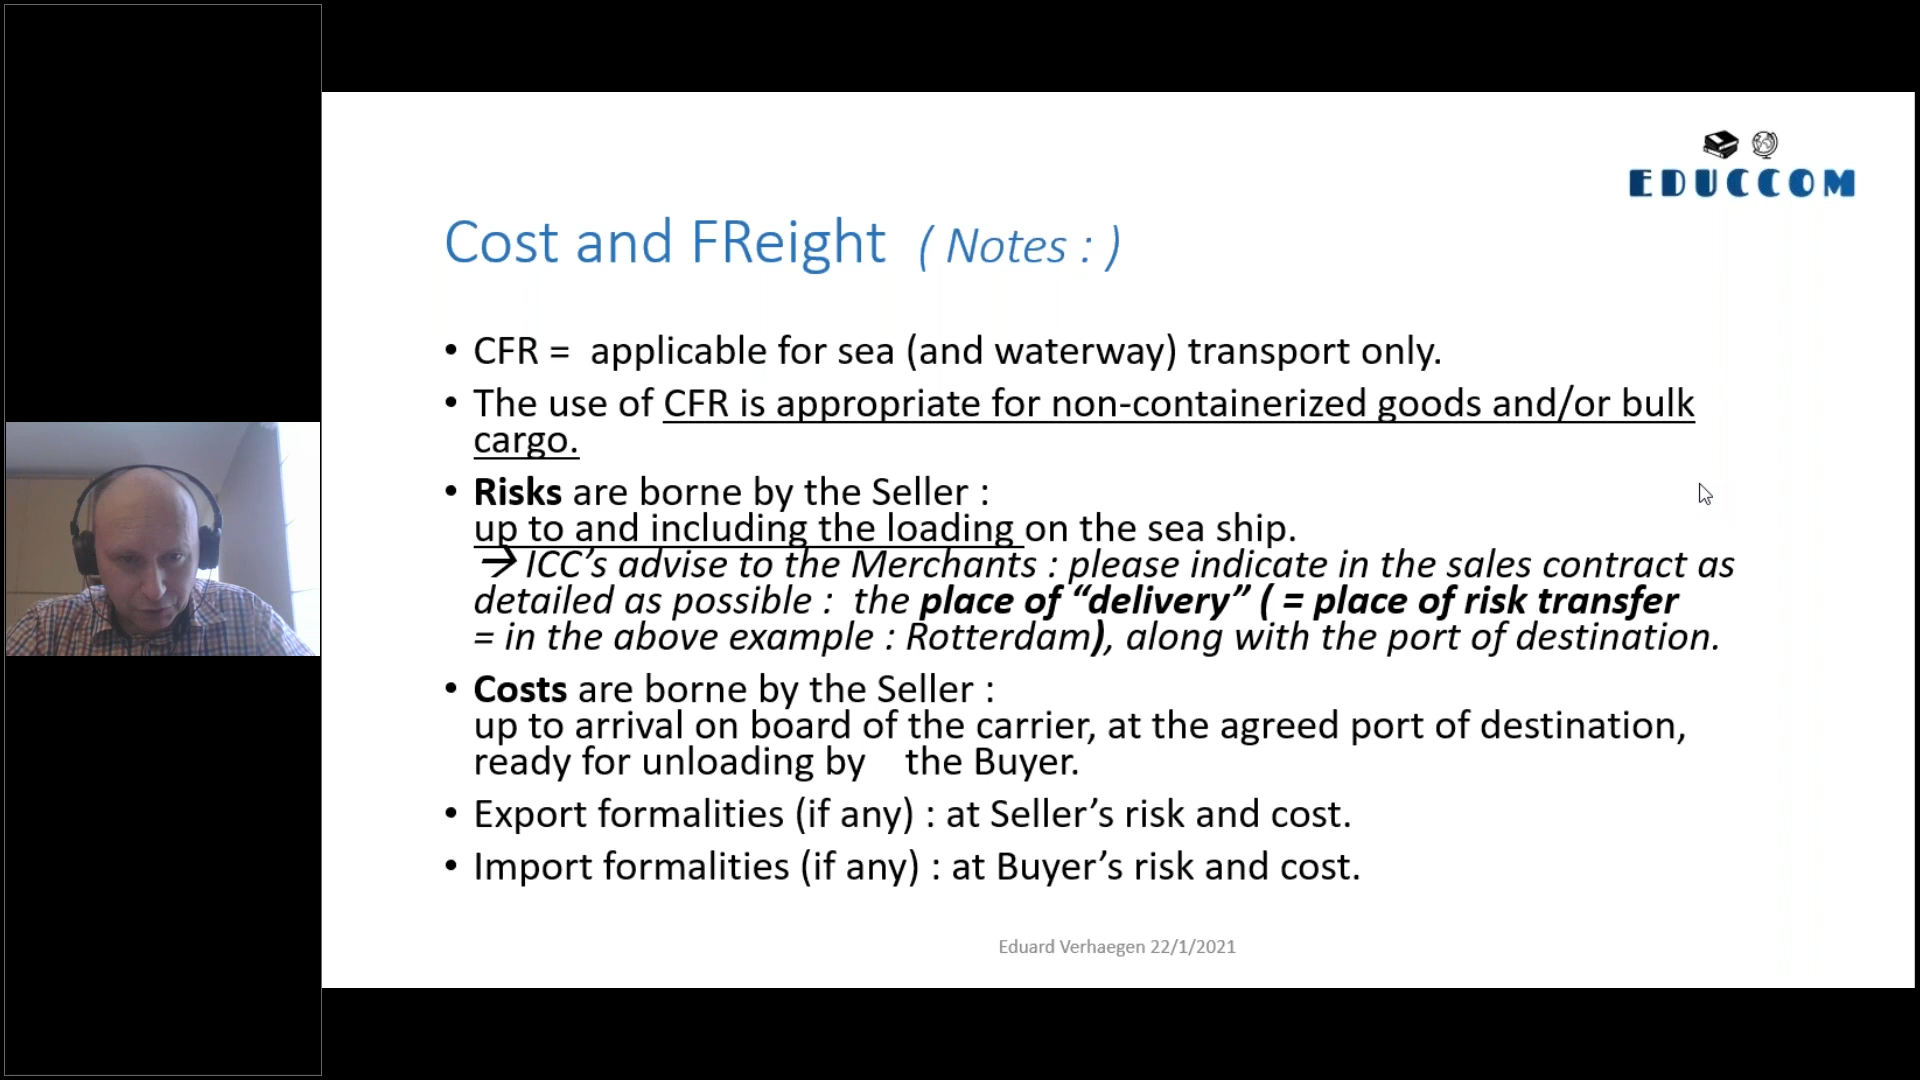 EDUCCOM
Cost and FReight ( Notes : )
• CFR = applicable for sea (and waterway) transport only.
• The use of CFR is appropriate for non-containerized goods and/or bulk
cargo.
• Risks are borne by the Seller :
up to and including the loading on the sea ship.
→ ICC’s advise to the Merchants : please indicate in the sales contract as
detailed as possible : the place of “delivery” ( = place of risk transfer
= in the above example : Rotterdam), along with the port of destination.
• Costs are borne by the Seller :
up to arrival on board of the carrier, at the agreed port of destination,
ready for unloading by the Buyer.
• Export formalities (if any) : at Seller’s risk and cost.
• Import formalities (if any) : at Buyer’s risk and cost.
Eduard Verhaegen 22/1/2021